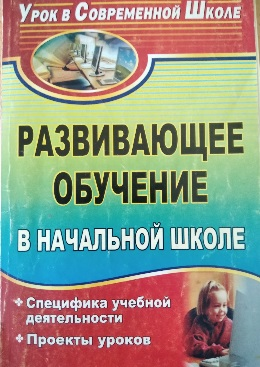 Урок в Современной Школе
РАЗВИВАЮЩЕЕ
ОБУЧЕНИЕ
В НАЧАЛЬНОЙ ШКОЛЕ
Специфика учебной
деятельности
Проекты уроков